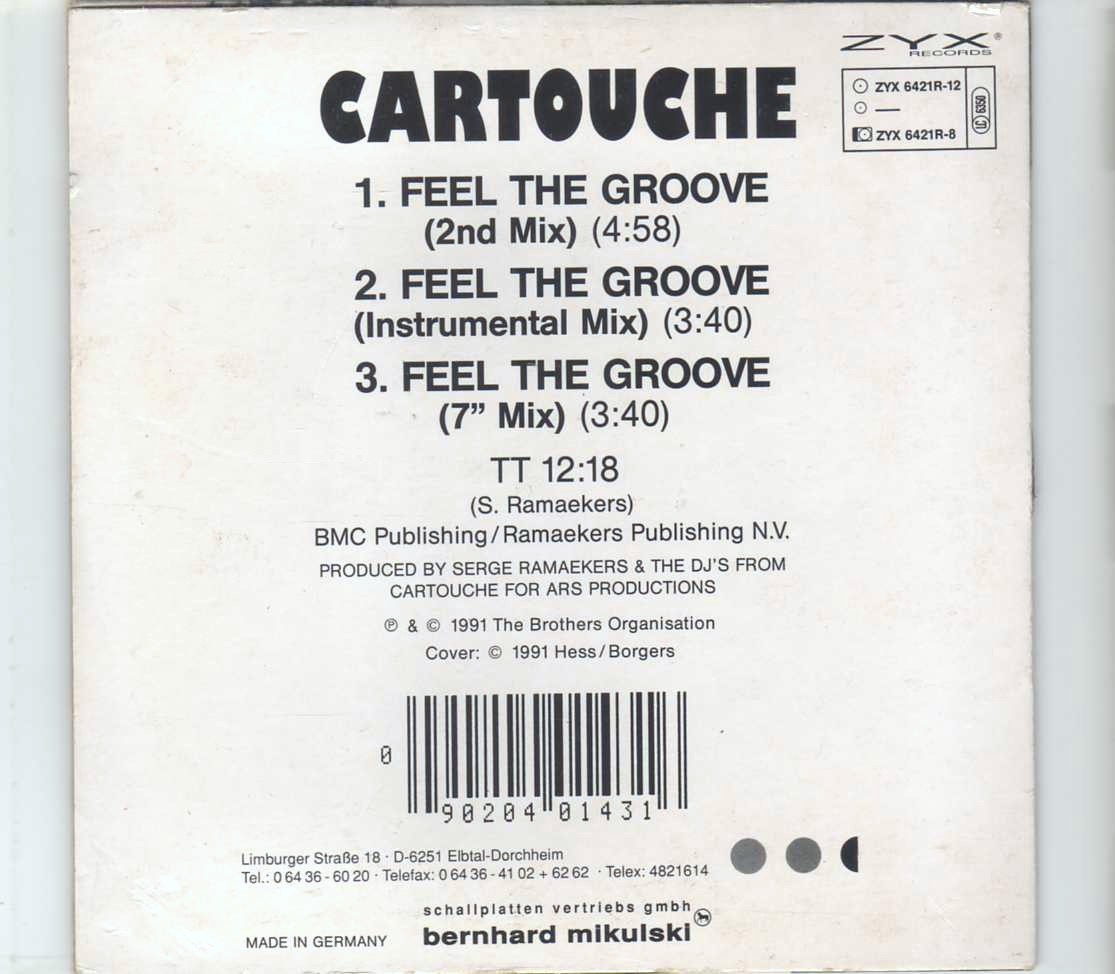 ZYX®
RECORDS
ZYX 6421R-12
—
ZYX 6421R-8
LC 6350
CARTOUCHE
1. FEEL THE GROOVE
(2nd Mix) (4:58)
2. FEEL THE GROOVE
(Instrumental Mix) (3:40)
3. FEEL THE GROOVE
(7” Mix) (3:40)
TT 12:18
(S. Ramaekers)
BMC Publishing/Ramaekers Publishing N.V.
PRODUCED BY SERGE RAMAEKERS & THE DJ'S FROM
CARTOUCHE FOR ARS PRODUCTIONS
℗ & © 1991 The Brothers Organisation
Cover: © 1991 Hess/Borgers
0 90204 01431
Limburger Straße 18 · D-6251 Elbtal-Dorchheim
Tel.: 0 64 36 - 60 20 · Telefax: 0 64 36 - 41 02 + 62 62 · Telex: 4821614
schallplatten vertriebs gmbh
MADE IN GERMANY bernhard mikulski